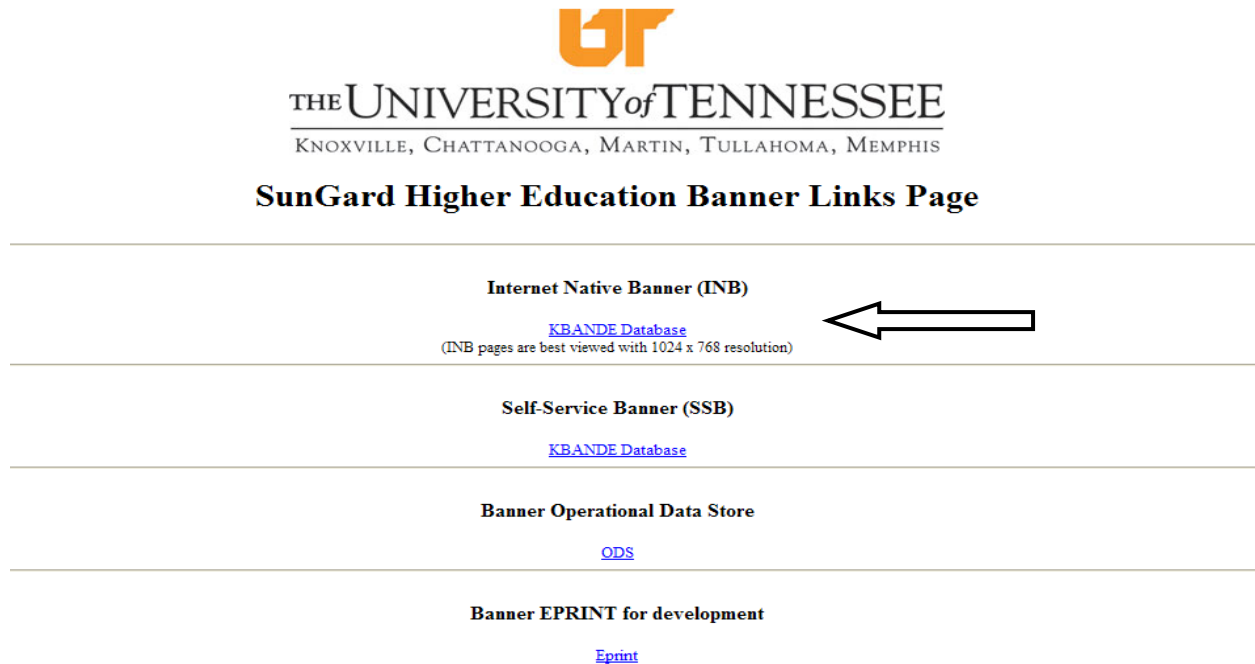 UT
THE UNIVERSITY of TENNESSEE
KNOXVILLE, CHATTANOOGA, MARTIN, TULLAHOMA, MEMPHIS
SunGard Higher Education Banner Links Page
Internet Native Banner (INB)
KBANDE Database
(INB pages are best viewed with 1024 x 768 resolution)
Self-Service Banner (SSB)
KBANDE Database
Banner Operational Data Store
ODS
Banner EPRINT for development
Eprint